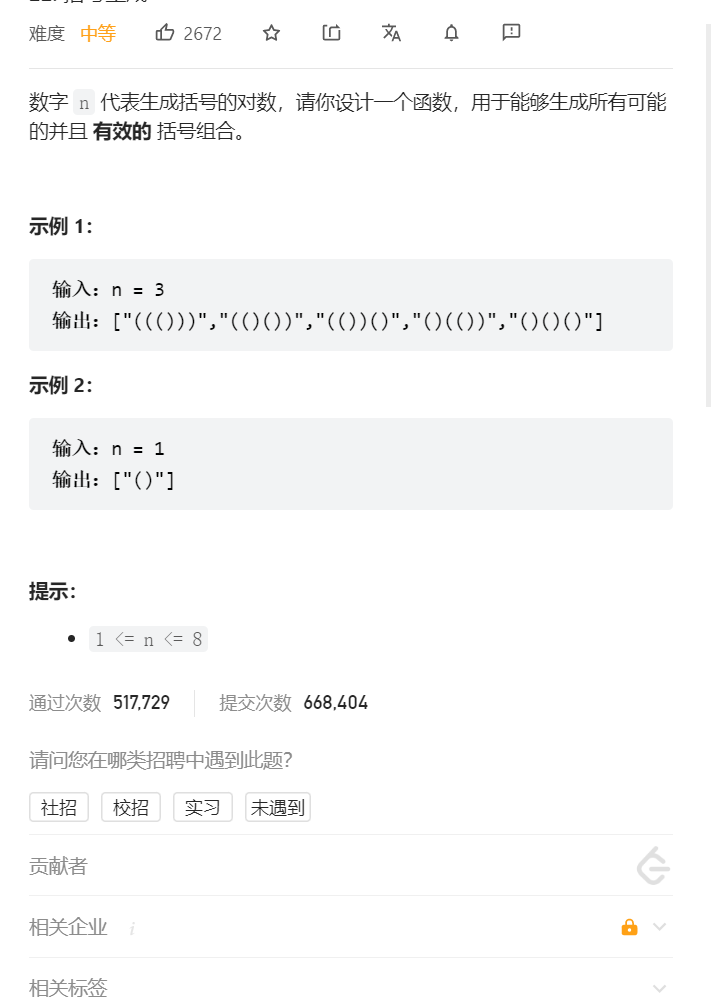 难度 中等 2672
数字 n 代表生成括号的对数，请你设计一个函数，用于能够生成所有可能
的并且 有效的 括号组合。
示例 1：
输入：n = 3
输出：["((()))","(()())","(())()","()(())","()()()"]
示例 2：
输入：n = 1
输出：["()"]
提示：
1 <= n <= 8
通过次数 517,729 提交次数 668,404
请问您在哪类招聘中遇到此题？
社招 校招 实习 未遇到
贡献者
相关企业 i
相关标签